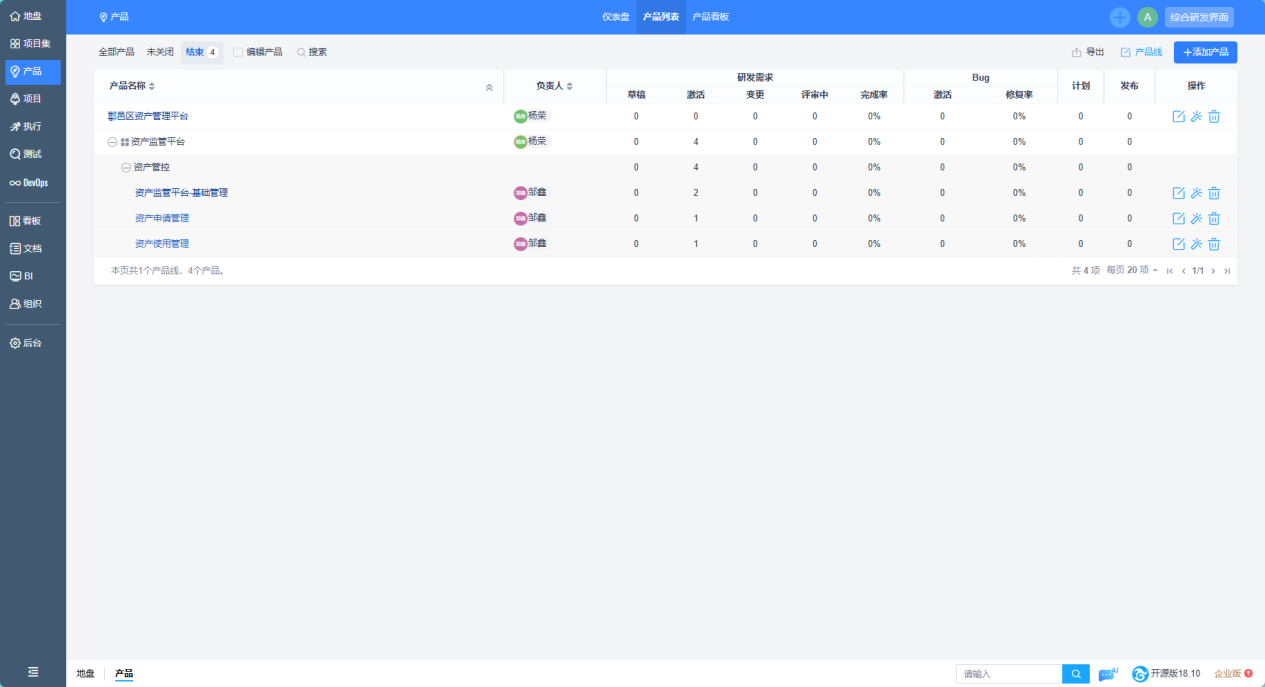 地盘
项目集
产品
项目
执行
测试
DevOps
看板
文档
BI
组织
后台
产品
仪表盘 产品列表 产品看板
A 综合研发界面
全部产品 未关闭 结束 4 编辑产品 搜索
导出 产品线 +添加产品
产品名称 负责人 研发需求 Bug 计划 发布 操作
草稿 激活 变更 评审中 完成率 激活 修复率
鄠邑区资产管理平台 杨荣 0 0 0 0 0% 0 0% 0 0
资产监管平台 杨荣 0 4 0 0 0% 0 0% 0 0
资产管控 0 4 0 0 0% 0 0% 0 0
资产监管平台-基础管理 邹鑫 0 2 0 0 0% 0 0% 0 0
资产申请管理 邹鑫 0 1 0 0 0% 0 0% 0 0
资产使用管理 邹鑫 0 1 0 0 0% 0 0% 0 0
本页共1个产品线，4个产品。
共 4 项 每页 20 项 1/1
地盘 产品
请输入 AI 开源版18.10 企业版